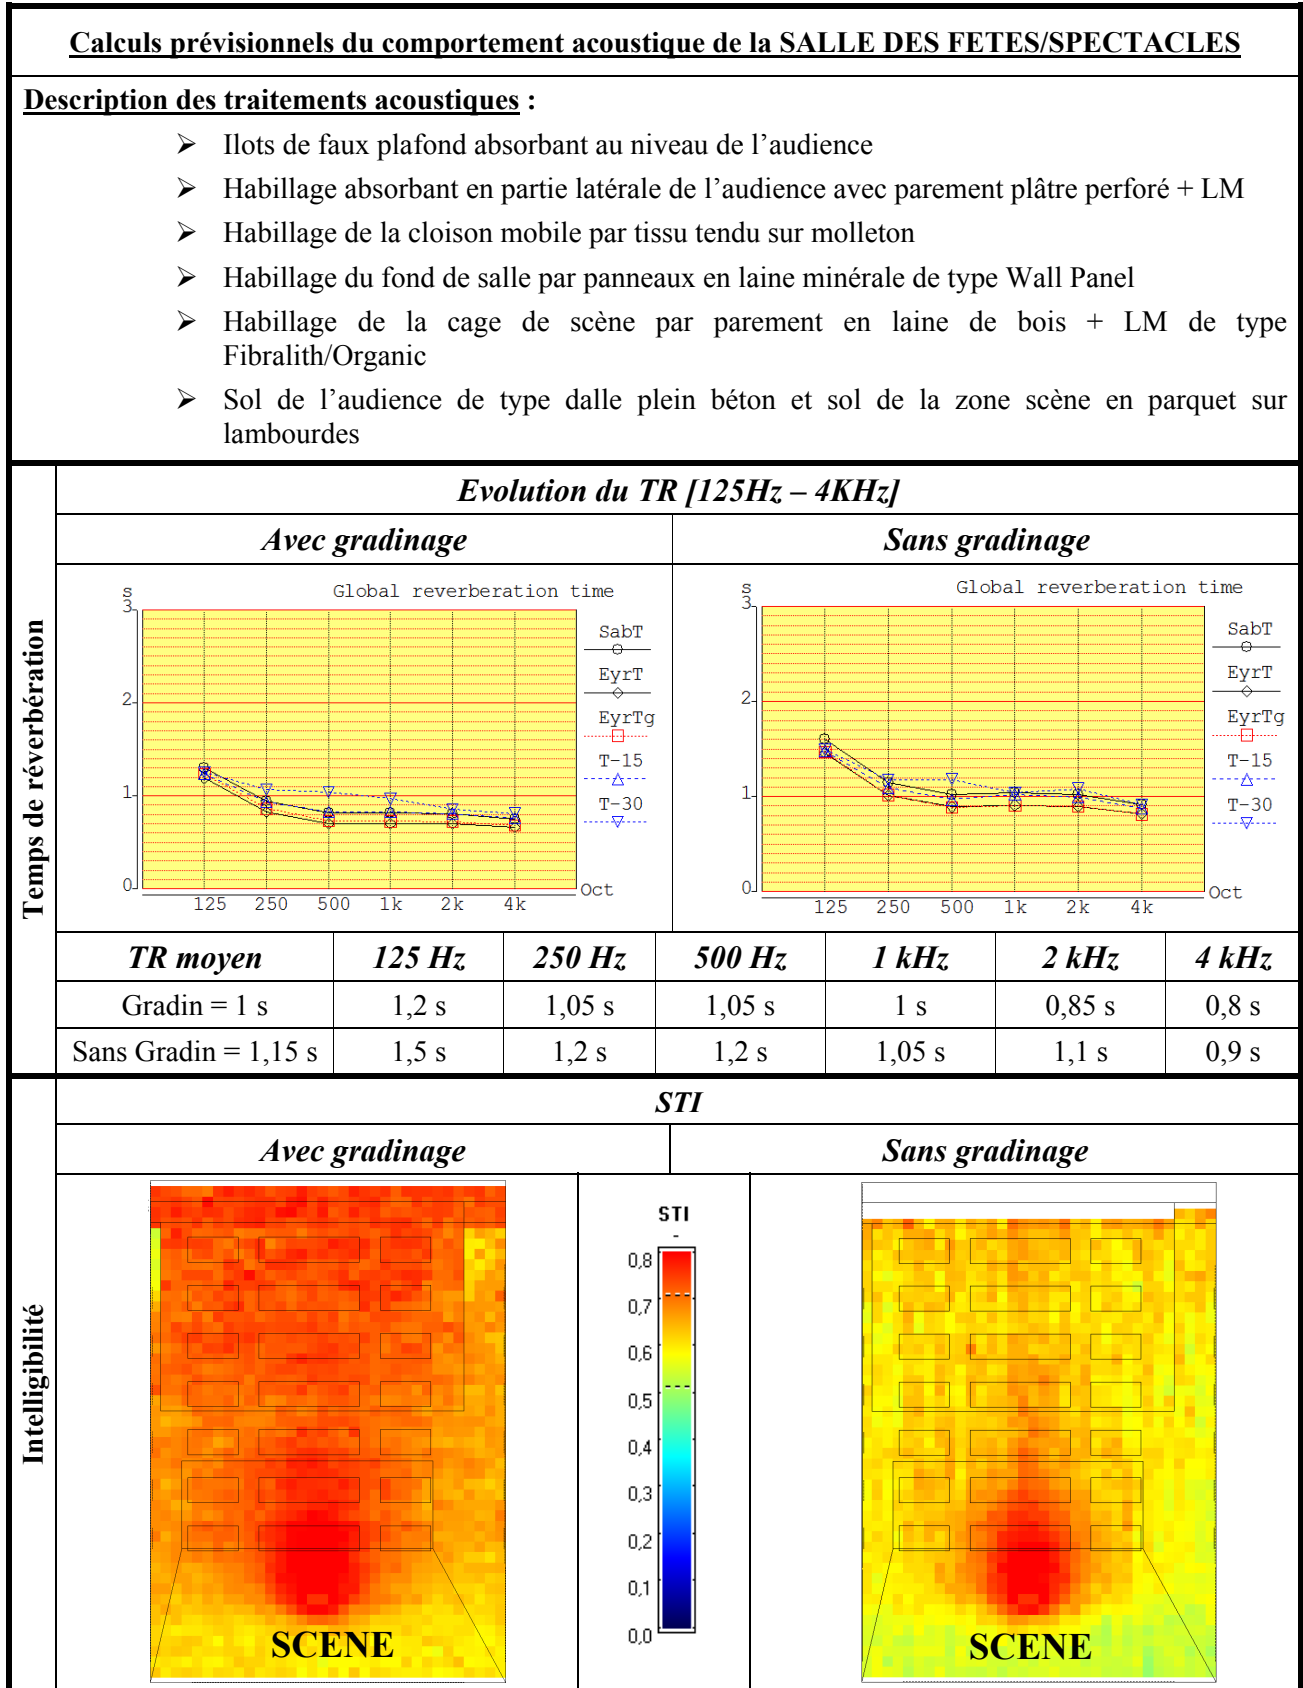 Calculs prévisionnels du comportement acoustique de la SALLE DES FETES/SPECTACLES
Description des traitements acoustiques :
➢ Ilots de faux plafond absorbant au niveau de l'audience
➢ Habillage absorbant en partie latérale de l'audience avec parement plâtre perforé + LM
➢ Habillage de la cloison mobile par tissu tendu sur molleton
➢ Habillage du fond de salle par panneaux en laine minérale de type Wall Panel
➢ Habillage de la cage de scène par parement en laine de bois + LM de type
Fibralith/Organic
➢ Sol de l'audience de type dalle plein béton et sol de la zone scène en parquet sur
lambourdes
Temps de réverbération
Evolution du TR [125Hz – 4KHz]
Avec gradinage
Sans gradinage
s
Global reverberation time
3
2
1
0
125 250 500 1k 2k 4k
Oct
SabT
EyrT
EyrTg
T-15
T-30
s
Global reverberation time
3
2
1
0
125 250 500 1k 2k 4k
Oct
SabT
EyrT
EyrTg
T-15
T-30
TR moyen 125 Hz 250 Hz 500 Hz 1 kHz 2 kHz 4 kHz
Gradin = 1 s 1,2 s 1,05 s 1,05 s 1 s 0,85 s 0,8 s
Sans Gradin = 1,15 s 1,5 s 1,2 s 1,2 s 1,05 s 1,1 s 0,9 s
Intelligibilité
STI
Avec gradinage
Sans gradinage
SCENE
STI
-
0,8
0,7
0,6
0,5
0,4
0,3
0,2
0,1
0,0
SCENE